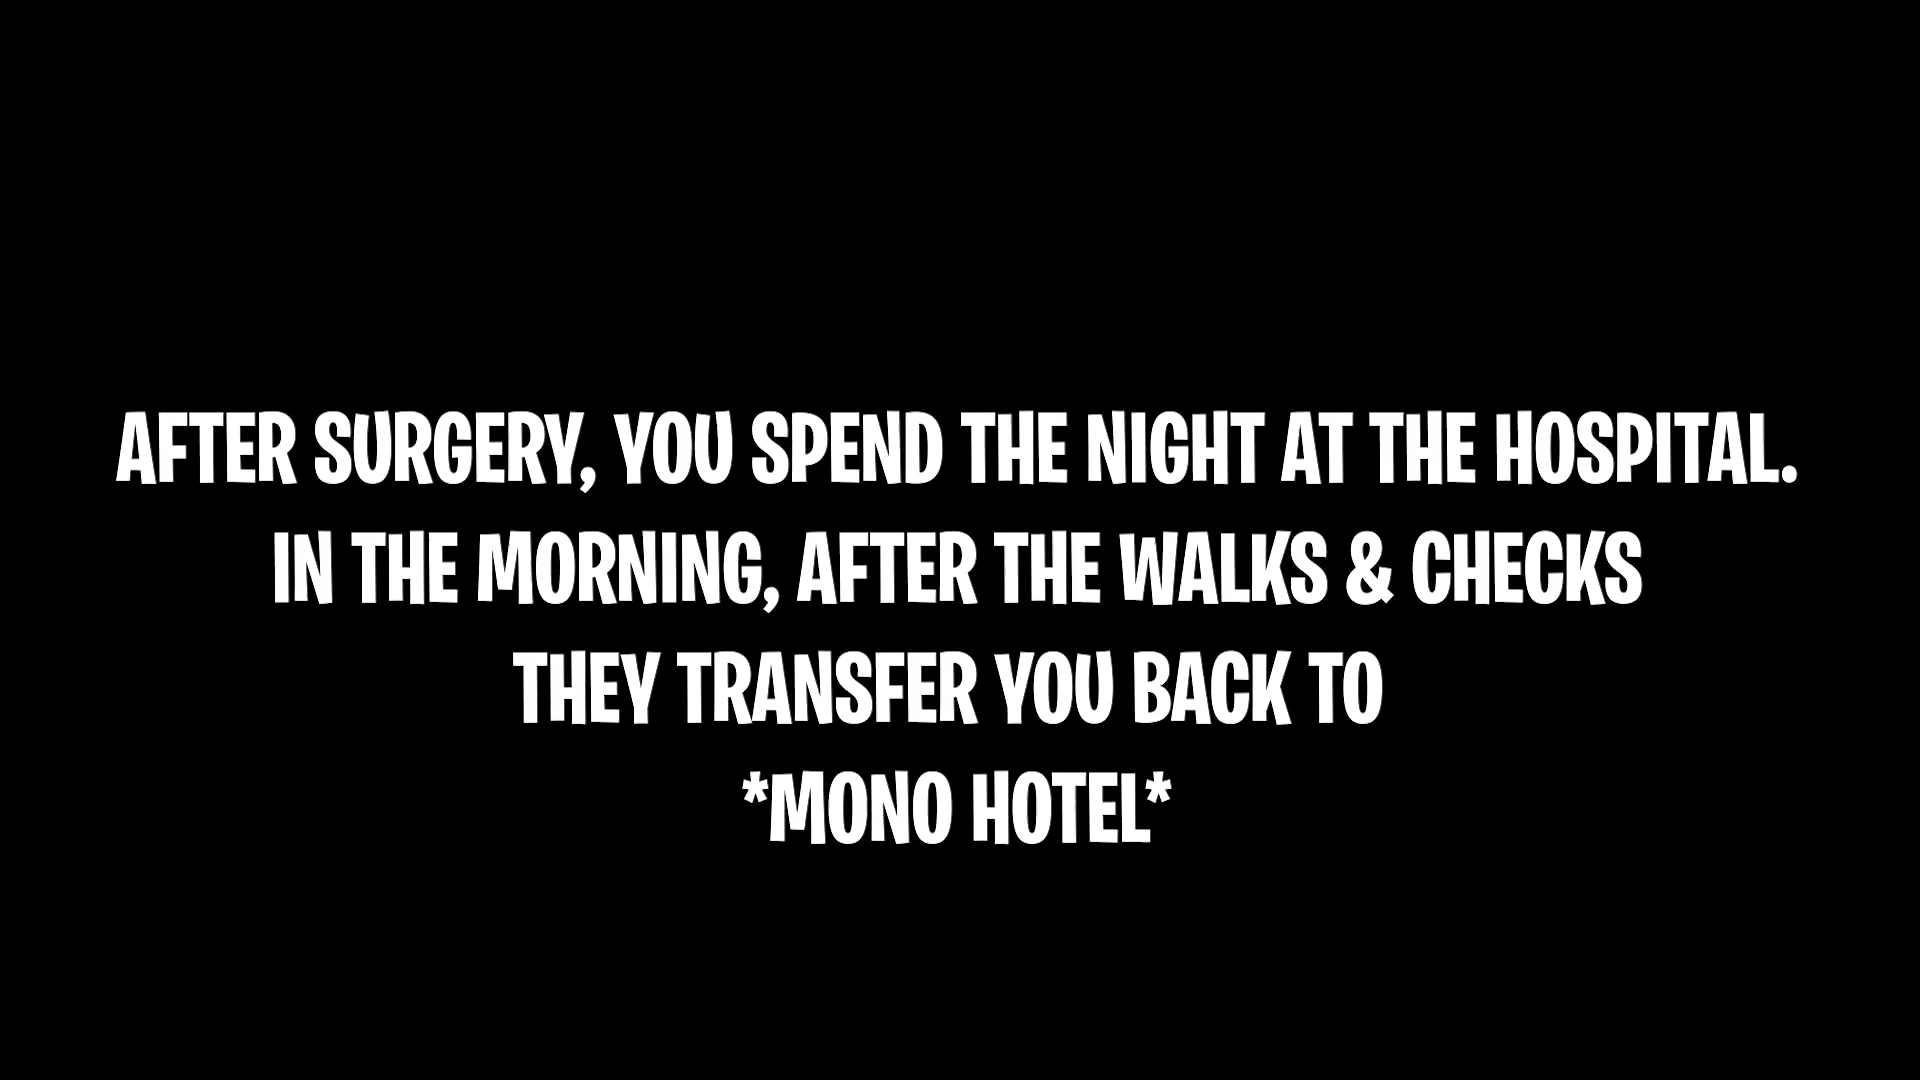 AFTER SURGERY, YOU SPEND THE NIGHT AT THE HOSPITAL.
IN THE MORNING, AFTER THE WALKS & CHECKS
THEY TRANSFER YOU BACK TO
*MONO HOTEL*